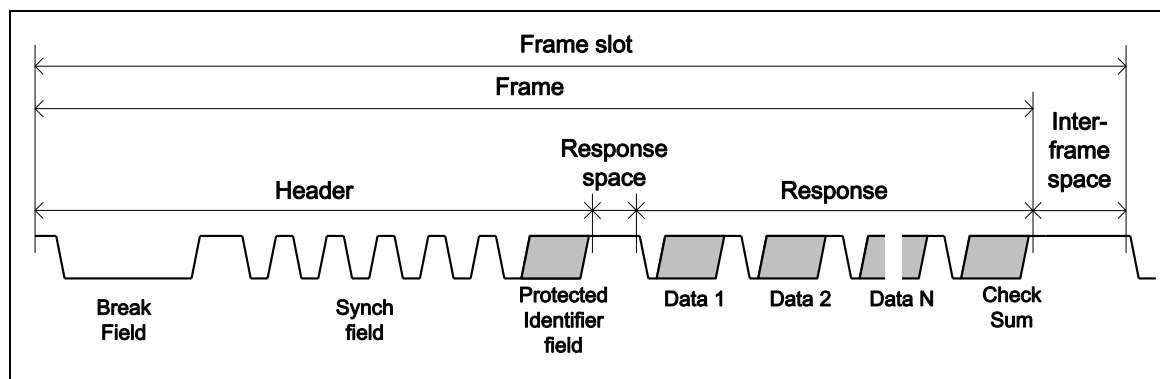 Frame slot
Frame
Inter-
frame
space
Response
space
Header
Response
Break
Field
Synch
field
Protected
Identifier
field
Data 1
Data 2
Data N
Check
Sum